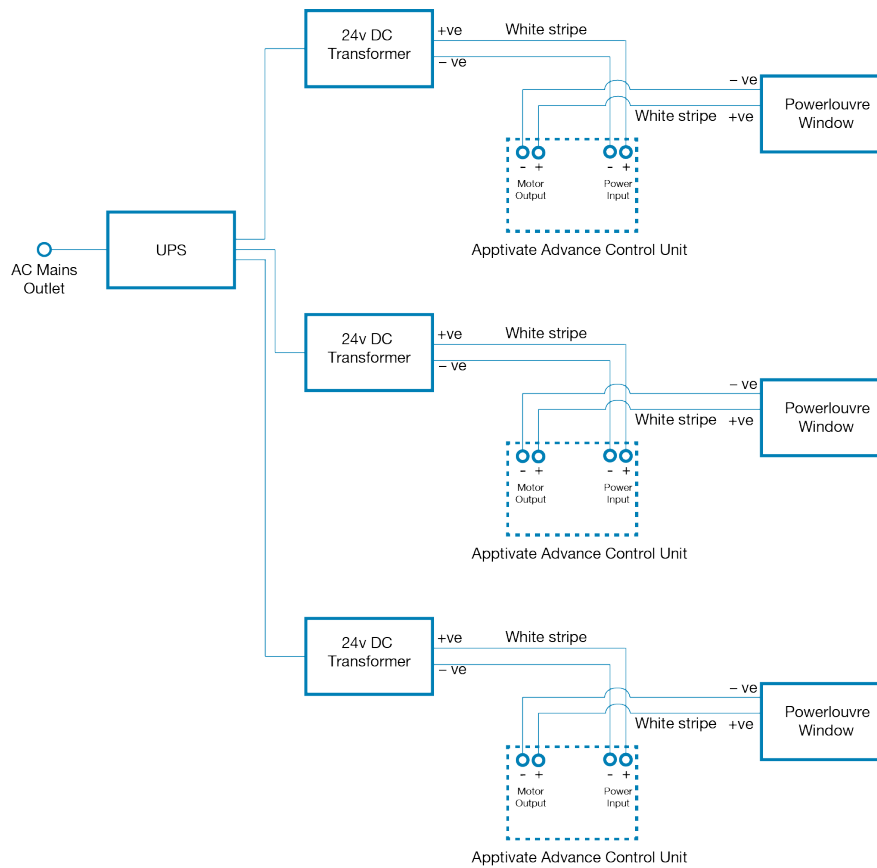 24v DC
Transformer
+ve
White stripe
– ve
– ve
White stripe
+ve
Powerlouvre
Window
- + - +
Motor
Output
Power
Input
Apptivate Advance Control Unit
AC Mains
Outlet
UPS
24v DC
Transformer
+ve
White stripe
– ve
– ve
White stripe
+ve
Powerlouvre
Window
- + - +
Motor
Output
Power
Input
Apptivate Advance Control Unit
24v DC
Transformer
+ve
White stripe
– ve
– ve
White stripe
+ve
Powerlouvre
Window
- + - +
Motor
Output
Power
Input
Apptivate Advance Control Unit